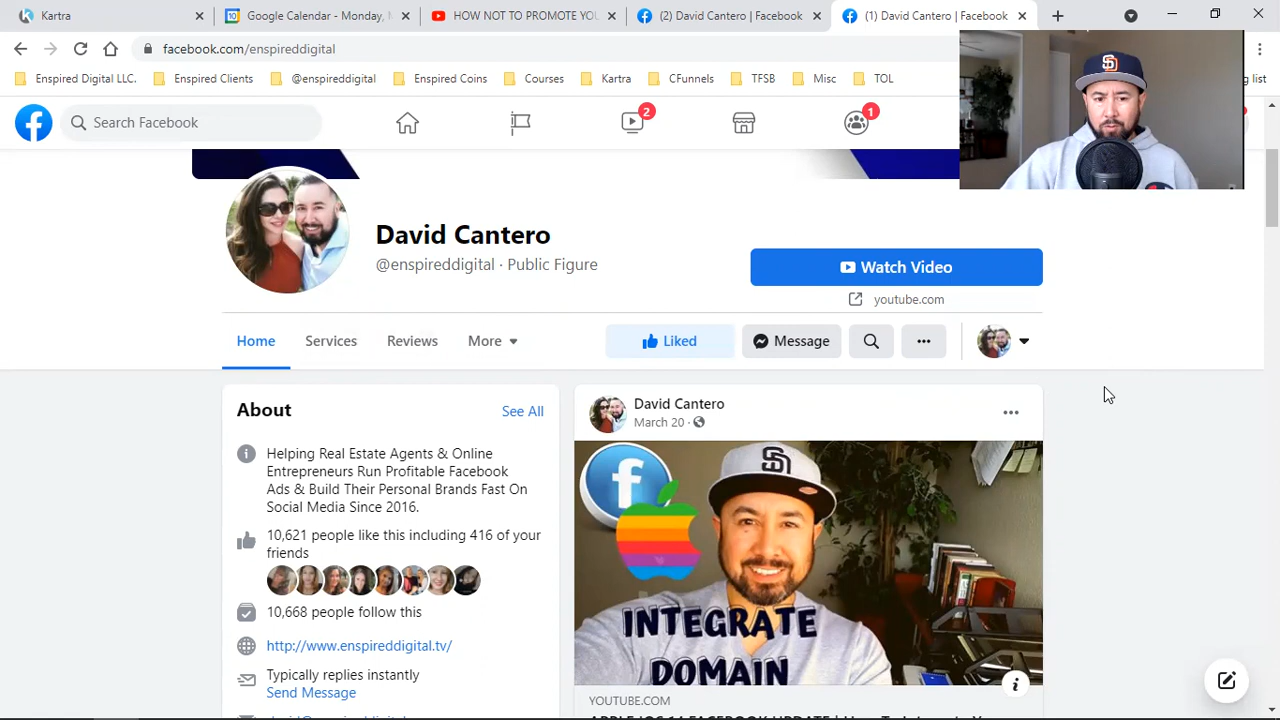 Kartra
Google Calendar - Monday, M
HOW NOT TO PROMOTE YOU
(2) David Cantero | Facebook
(1) David Cantero | Facebook
facebook.com/enspireddigital
Enspired Digital LLC.
Enspired Clients
@enspireddigital
Enspired Coins
Courses
Kartra
CFunnels
TFSB
Misc
TOL
Search Facebook
2
1
David Cantero
@enspireddigital · Public Figure
Watch Video
youtube.com
Home
Services
Reviews
More
Liked
Message
About
See All
Helping Real Estate Agents & Online
Entrepreneurs Run Profitable Facebook
Ads & Build Their Personal Brands Fast On
Social Media Since 2016.
10,621 people like this including 416 of your
friends
10,668 people follow this
http://www.enspireddigital.tv/
Typically replies instantly
Send Message
David Cantero
March 20 ·
INTEGRATE
DOMAIN
YOUTUBE.COM